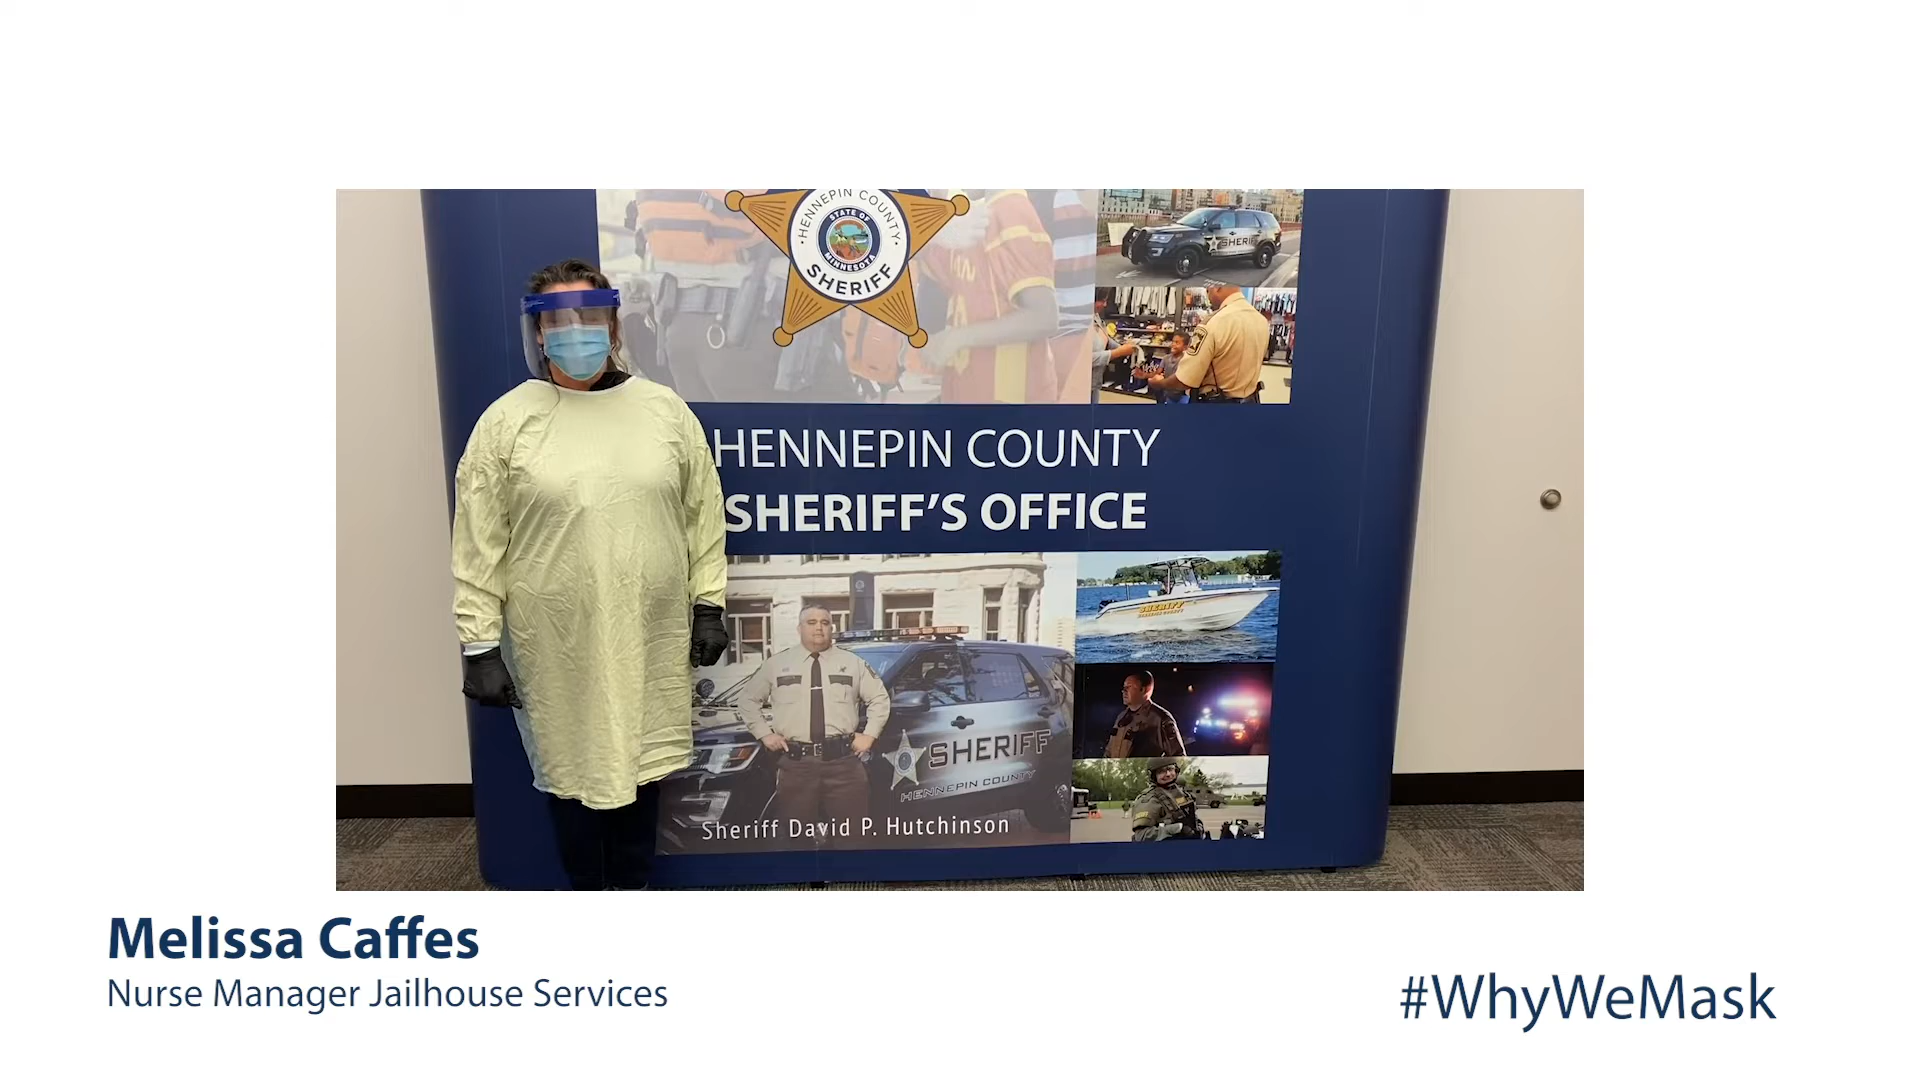 HENNEPIN COUNTY
STATE OF
MINNESOTA
SHERIFF
SHERIFF
HENNEPIN COUNTY
SHERIFF'S OFFICE
SHERIFF
SHERIFF
HENNEPIN COUNTY
Sheriff David P. Hutchinson
Melissa Caffes
Nurse Manager Jailhouse Services
#WhyWeMask